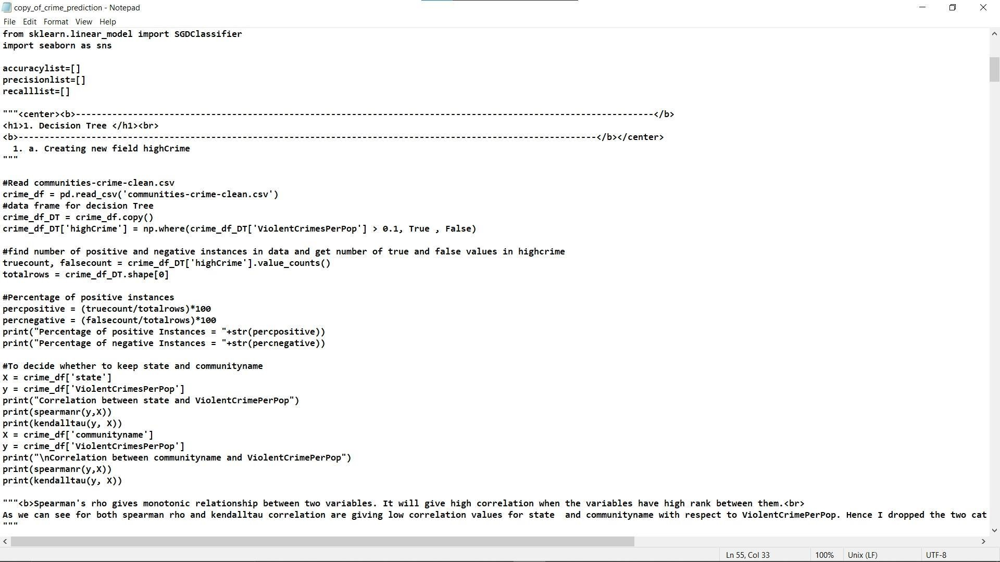 copy_of_crime_prediction - Notepad
File Edit Format View Help
from sklearn.linear_model import SGDClassifier
import seaborn as sns
accuracylist=[]
precisionlist=[]
recalllist=[]
"""<center><b>---------------------------------------------------------------------------------------------------------------</b>
<h1>1. Decision Tree </h1><br>
<b>---------------------------------------------------------------------------------------------------------------</b></center>
  1. a. Creating new field highCrime
"""
#Read communities-crime-clean.csv
crime_df = pd.read_csv('communities-crime-clean.csv')
#data frame for decision Tree
crime_df_DT = crime_df.copy()
crime_df_DT['highCrime'] = np.where(crime_df_DT['ViolentCrimesPerPop'] > 0.1, True , False)
#find number of positive and negative instances in data and get number of true and false values in highcrime
truecount, falsecount = crime_df_DT['highCrime'].value_counts()
totalrows = crime_df_DT.shape[0]
#Percentage of positive instances
percpositive = (truecount/totalrows)*100
percnegative = (falsecount/totalrows)*100
print("Percentage of positive Instances = "+str(percpositive))
print("Percentage of negative Instances = "+str(percnegative))
#To decide whether to keep state and communityname
X = crime_df['state']
y = crime_df['ViolentCrimesPerPop']
print("Correlation between state and ViolentCrimePerPop")
print(spearmanr(y,X))
print(kendalltau(y, X))
X = crime_df['communityname']
y = crime_df['ViolentCrimesPerPop']
print("\nCorrelation between communityname and ViolentCrimePerPop")
print(spearmanr(y,X))
print(kendalltau(y, X))
"""<b>Spearman's rho gives monotonic relationship between two variables. It will give high correlation when the variables have high rank between them.<br>
As we can see for both spearman rho and kendalltau correlation are giving low correlation values for state  and communityname with respect to ViolentCrimePerPop. Hence I dropped the two cat
"""
Ln 55, Col 33 100% Unix (LF) UTF-8